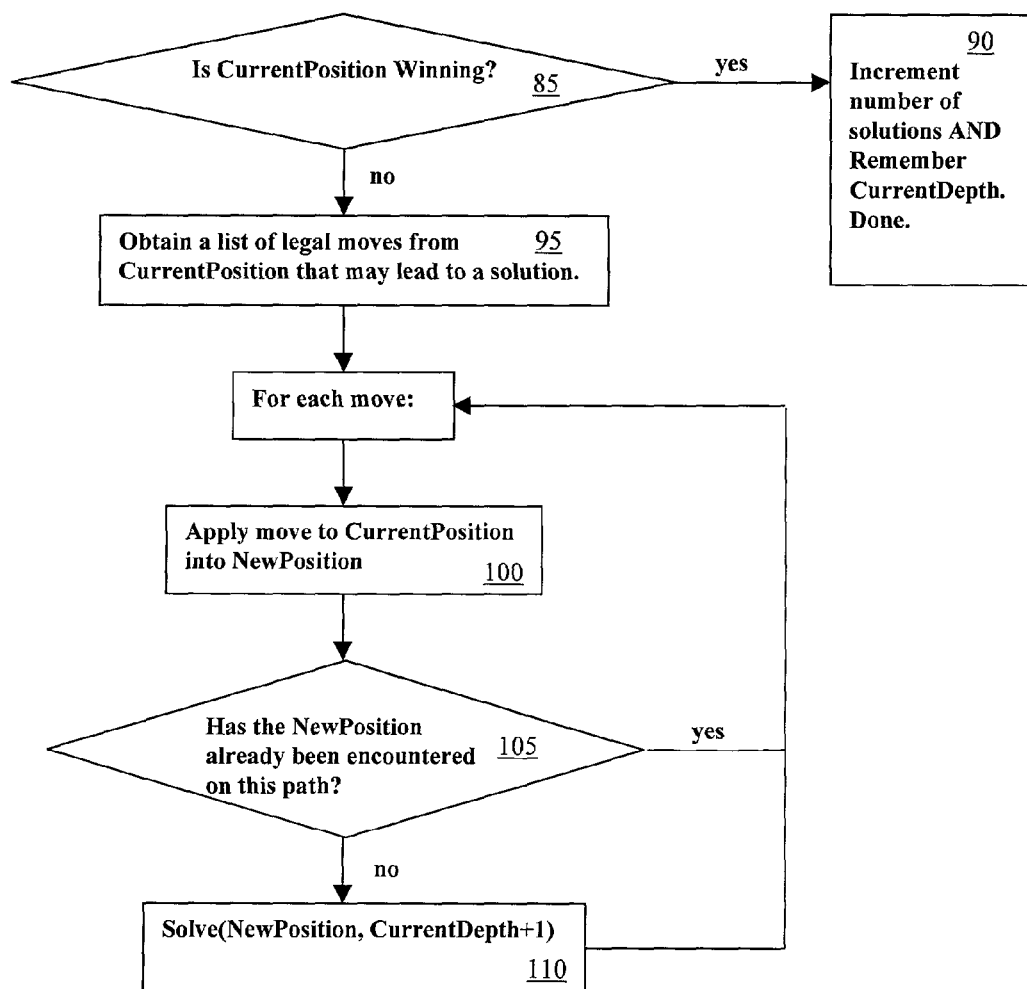 Is CurrentPosition Winning?
85
yes
90
Increment
number of
solutions AND
Remember
CurrentDepth.
Done.
no
Obtain a list of legal moves from 95
CurrentPosition that may lead to a solution.
For each move:
Apply move to CurrentPosition
into NewPosition
100
Has the NewPosition
already been encountered 105
on this path?
yes
no
Solve(NewPosition, CurrentDepth+1)
110